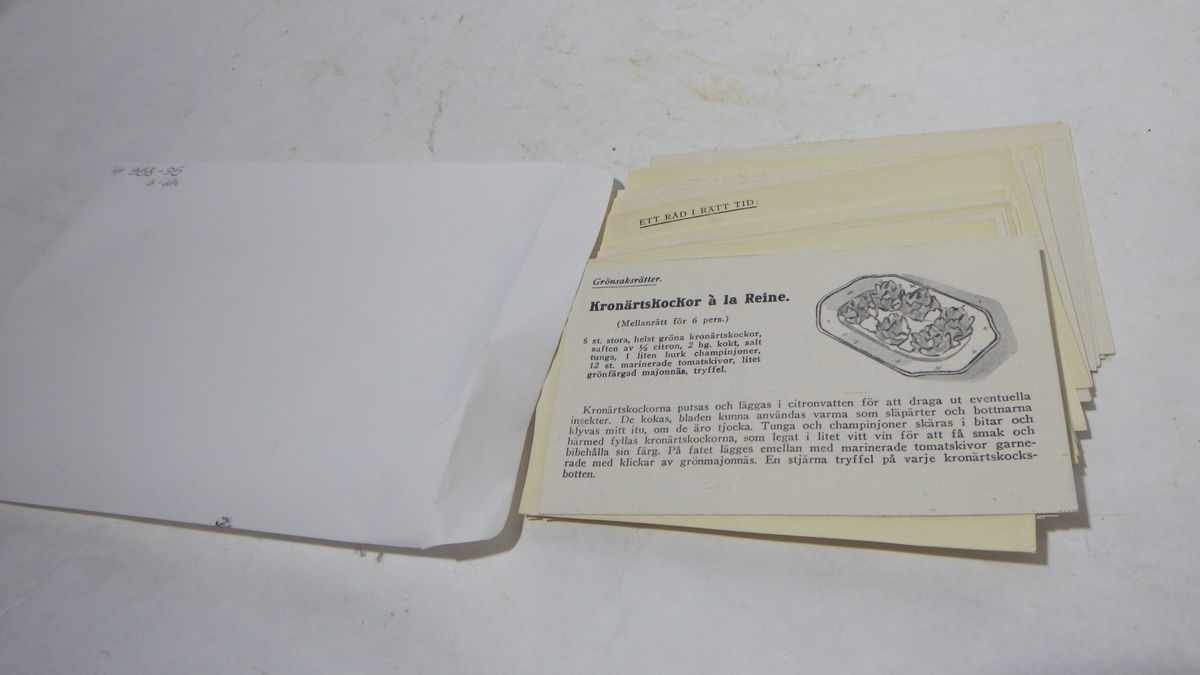 958-95
a-äh
ETT RÅD I RÄTT TID:
Grönsaksrätter.
Kronärtskockor à la Reine.
(Mellanrätt för 6 pers.)
6 st. stora, helst gröna kronärtskockor,
saften av ½ citron, 2 hg. kokt, salt
tunga, 1 liten burk champinjoner,
12 st. marinerade tomatskivor, litet
grönfärgad majonnäs, tryffel.
Kronärtskockorna putsas och läggas i citronvatten för att draga ut eventuella
insekter. De kokas, bladen kunna användas varma som släpärter och bottnarna
klyvas mitt itu, om de äro tjocka. Tunga och champinjoner skäras i bitar och
härmed fyllas kronärtskockorna, som legat i litet vitt vin för att få smak och
bibehålla sin färg. På fatet lägges emellan med marinerade tomatskivor garne-
rade med klickar av grönmajonnäs. En stjärna tryffel på varje kronärtskocks-
botten.